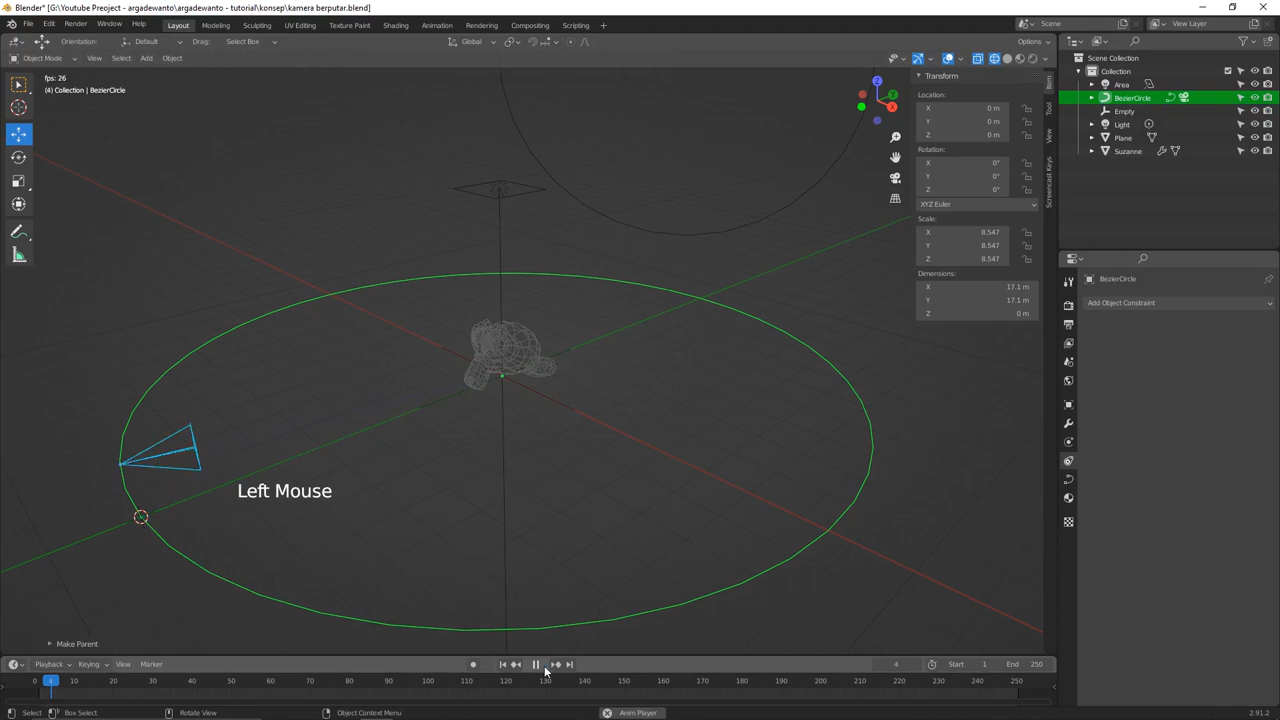 Blender* [G:\Youtube Preoject - argadewanto\argadewanto - tutorial\konsep\kamera berputar.blend]
File Edit Render Window Help Layout Modeling Sculpting UV Editing Texture Paint Shading Animation Rendering Compositing Scripting + Scene View Layer
Orientation: Default Drag: Select Box Global Options
Object Mode View Select Add Object
fps: 26
(4) Collection | BezierCircle
Z
Y
X
Transform
Location:
X 0 m
Y 0 m
Z 0 m
Rotation:
X 0°
Y 0°
Z 0°
XYZ Euler
Scale:
X 8.547
Y 8.547
Z 8.547
Dimensions:
X 17.1 m
Y 17.1 m
Z 0 m
Item
Tool
View
Screencast Keys
Scene Collection
Collection
Area
BezierCircle
Empty
Light
Plane
Suzanne
BezierCircle
Add Object Constraint
Left Mouse
Make Parent
Playback Keying View Marker 4 Start 1 End 250
0 4 10 20 30 40 50 60 70 80 90 100 110 120 130 140 150 160 170 180 190 200 210 220 230 240 250
Select Box Select Rotate View Object Context Menu Anim Player 2.91.2